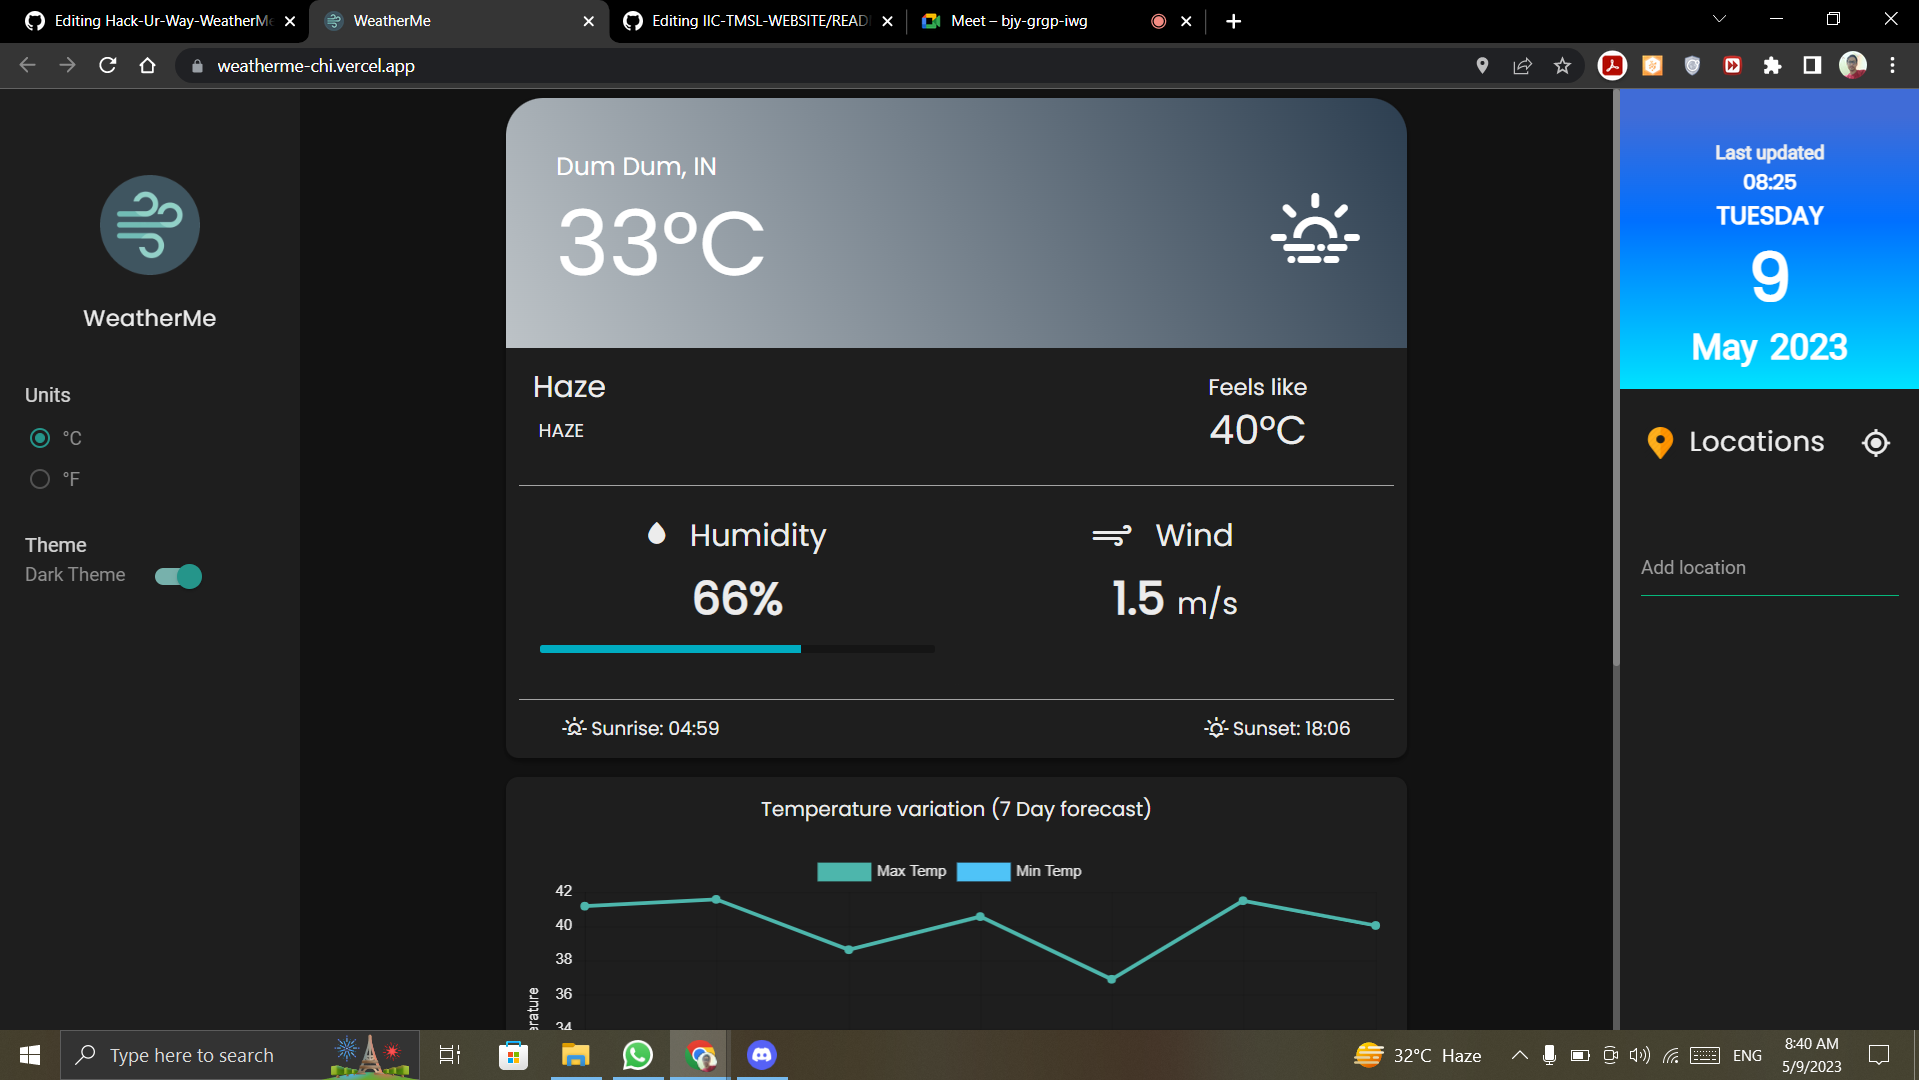 Editing Hack-Ur-Way-WeatherMe
WeatherMe
Editing IIC-TMSL-WEBSITE/READ
Meet – bjy-grgp-iwg
weatherme-chi.vercel.app
WeatherMe
Units
°C
°F
Theme
Dark Theme
Dum Dum, IN
33°C
Haze
HAZE
Feels like
40°C
Humidity
66%
Wind
1.5 m/s
Sunrise: 04:59
Sunset: 18:06
Temperature variation (7 Day forecast)
Max Temp
Min Temp
42
40
38
36
34
erature
Last updated
08:25
TUESDAY
9
May 2023
Locations
Add location
Type here to search
32°C Haze
ENG
8:40 AM
5/9/2023